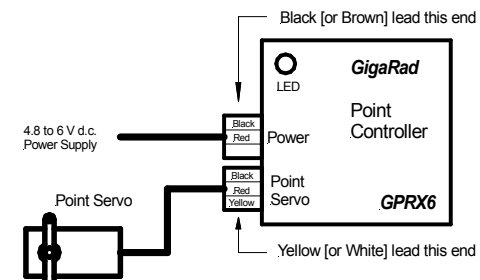 Black [or Brown] lead this end
LED
GigaRad
Point
Controller
GPRX6
4.8 to 6 V d.c.
Power Supply
Black
Red
Power
Black
Red
Yellow
Point
Servo
Point Servo
Yellow [or White] lead this end